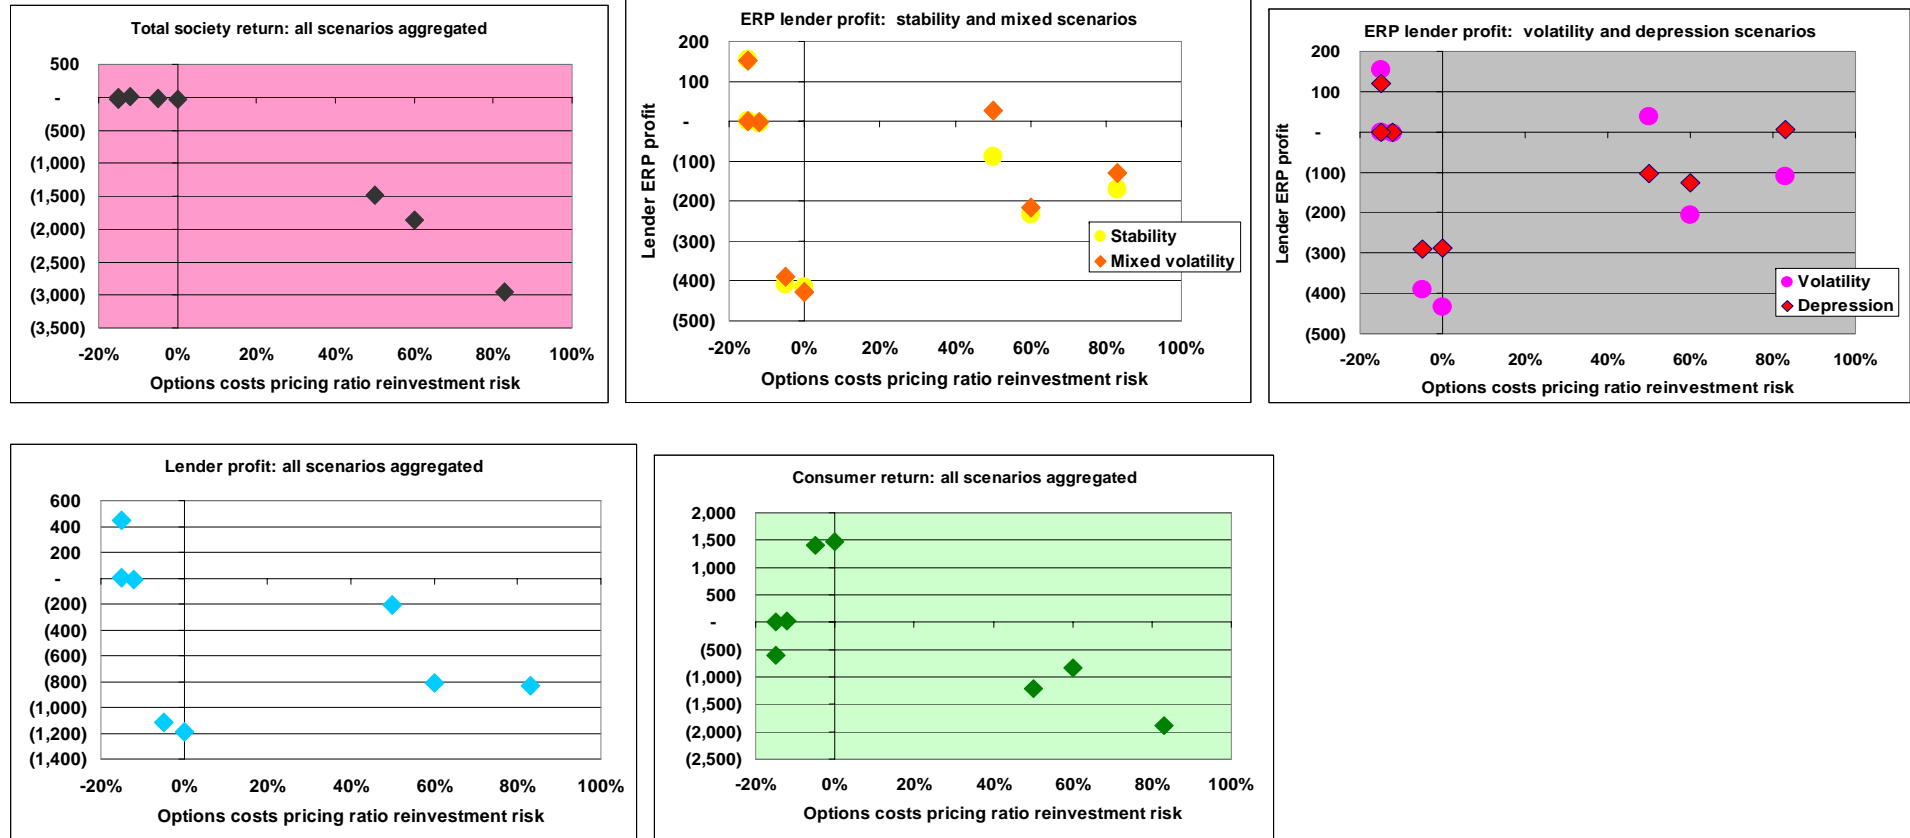 Total society return: all scenarios aggregated
500
-
(500)
(1,000)
(1,500)
(2,000)
(2,500)
(3,000)
(3,500)
-20% 0% 20% 40% 60% 80% 100%
Options costs pricing ratio reinvestment risk
ERP lender profit: stability and mixed scenarios
Lender ERP profit
200
100
-
(100)
(200)
(300)
(400)
(500)
Stability
Mixed volatility
-20% 0% 20% 40% 60% 80% 100%
Options costs pricing ratio reinvestment risk
ERP lender profit: volatility and depression scenarios
Lender ERP profit
200
100
-
(100)
(200)
(300)
(400)
(500)
Volatility
Depression
-20% 0% 20% 40% 60% 80% 100%
Options costs pricing ratio reinvestment risk
Lender profit: all scenarios aggregated
600
400
200
-
(200)
(400)
(600)
(800)
(1,000)
(1,200)
(1,400)
-20% 0% 20% 40% 60% 80% 100%
Options costs pricing ratio reinvestment risk
Consumer return: all scenarios aggregated
2,000
1,500
1,000
500
-
(500)
(1,000)
(1,500)
(2,000)
(2,500)
-20% 0% 20% 40% 60% 80% 100%
Options costs pricing ratio reinvestment risk